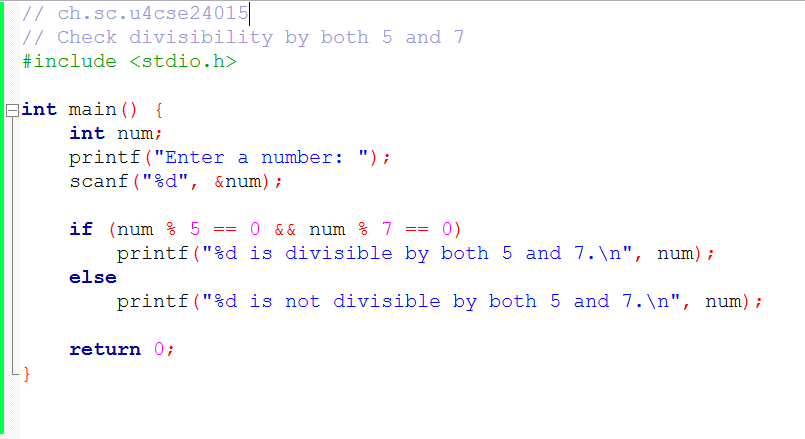 // ch.sc.u4cse24015
// Check divisibility by both 5 and 7
#include <stdio.h>
int main() {
    int num;
    printf("Enter a number: ");
    scanf("%d", &num);
    if (num % 5 == 0 && num % 7 == 0)
        printf("%d is divisible by both 5 and 7.\n", num);
    else
        printf("%d is not divisible by both 5 and 7.\n", num);
    return 0;
}